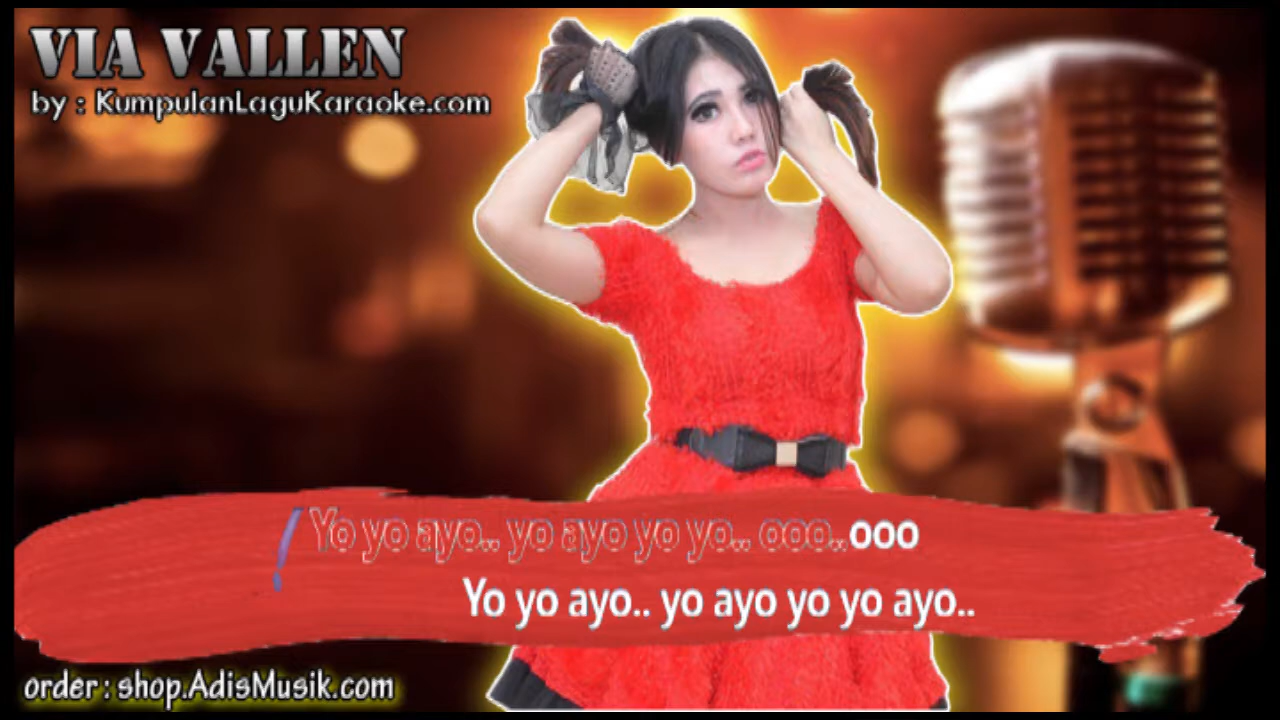 VIA VALLEN
by : KumpulanLaguKaraoke.com
Yo yo ayo.. yo ayo yo yo.. ooo.. ooo
Yo yo ayo.. yo ayo yo yo ayo..
order : shop.AdisMusik.com